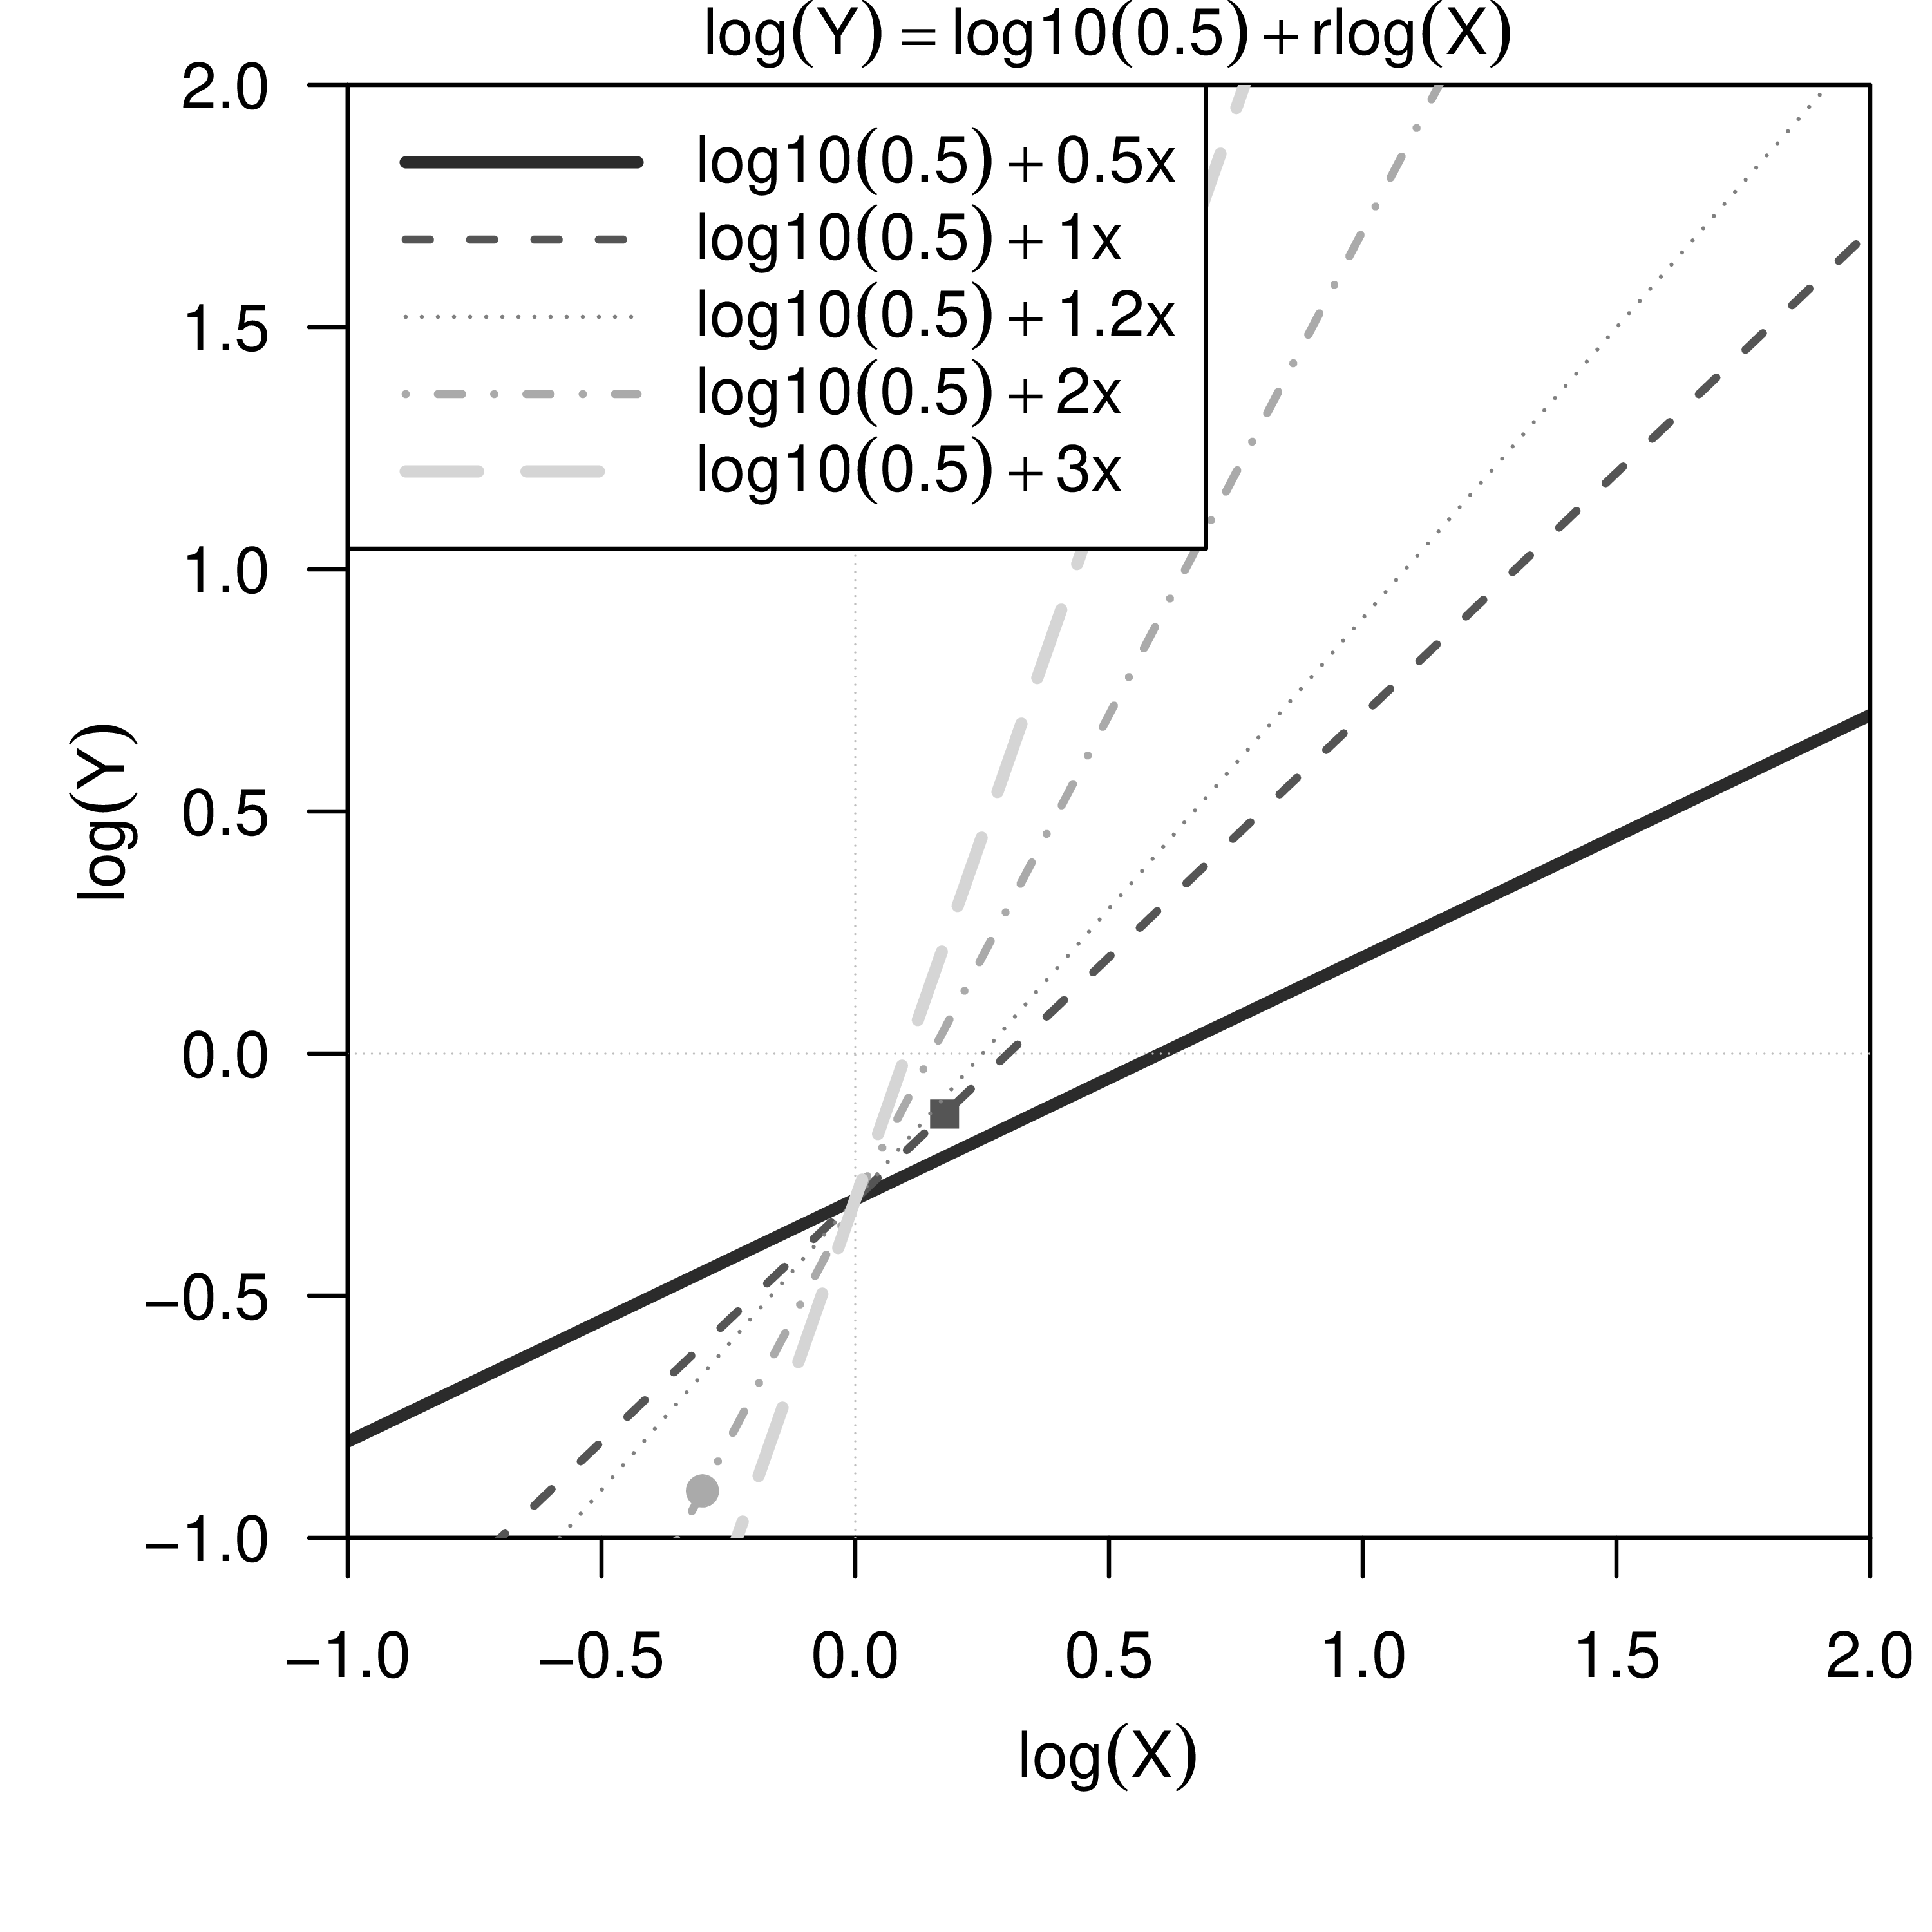 log(Y) = log10(0.5) + rlog(X)
2.0
1.5
1.0
0.5
0.0
−0.5
−1.0
log(Y)
log10(0.5) + 0.5x
log10(0.5) + 1x
log10(0.5) + 1.2x
log10(0.5) + 2x
log10(0.5) + 3x
−1.0 −0.5 0.0 0.5 1.0 1.5 2.0
log(X)